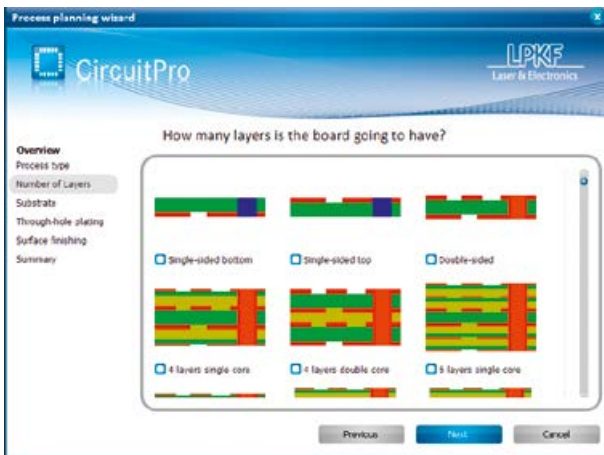 Process planning wizard
CircuitPro
LPKF
Laser & Electronics
How many layers is the board going to have?
Overview
Process type
Number of Layers
Substrate
Through-hole plating
Surface finishing
Summary
Single-sided bottom
Single-sided top
Double-sided
4 layers single core
4 layers double core
layers single core
Previous
Next
Cancel